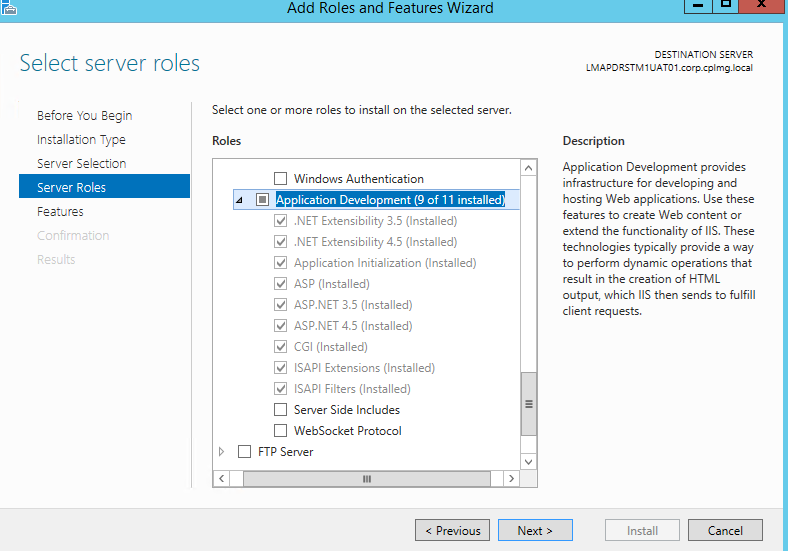 Add Roles and Features Wizard
Select server roles
DESTINATION SERVER
LMAPDRSTM1UAT01.corp.cplmg.local
Before You Begin
Installation Type
Server Selection
Server Roles
Features
Confirmation
Results
Select one or more roles to install on the selected server.
Roles
Windows Authentication
Application Development (9 of 11 installed)
.NET Extensibility 3.5 (Installed)
.NET Extensibility 4.5 (Installed)
Application Initialization (Installed)
ASP (Installed)
ASP.NET 3.5 (Installed)
ASP.NET 4.5 (Installed)
CGI (Installed)
ISAPI Extensions (Installed)
ISAPI Filters (Installed)
Server Side Includes
WebSocket Protocol
FTP Server
Description
Application Development provides
infrastructure for developing and
hosting Web applications. Use these
features to create Web content or
extend the functionality of IIS. These
technologies typically provide a way
to perform dynamic operations that
result in the creation of HTML
output, which IIS then sends to fulfill
client requests.
< Previous
Next >
Install
Cancel